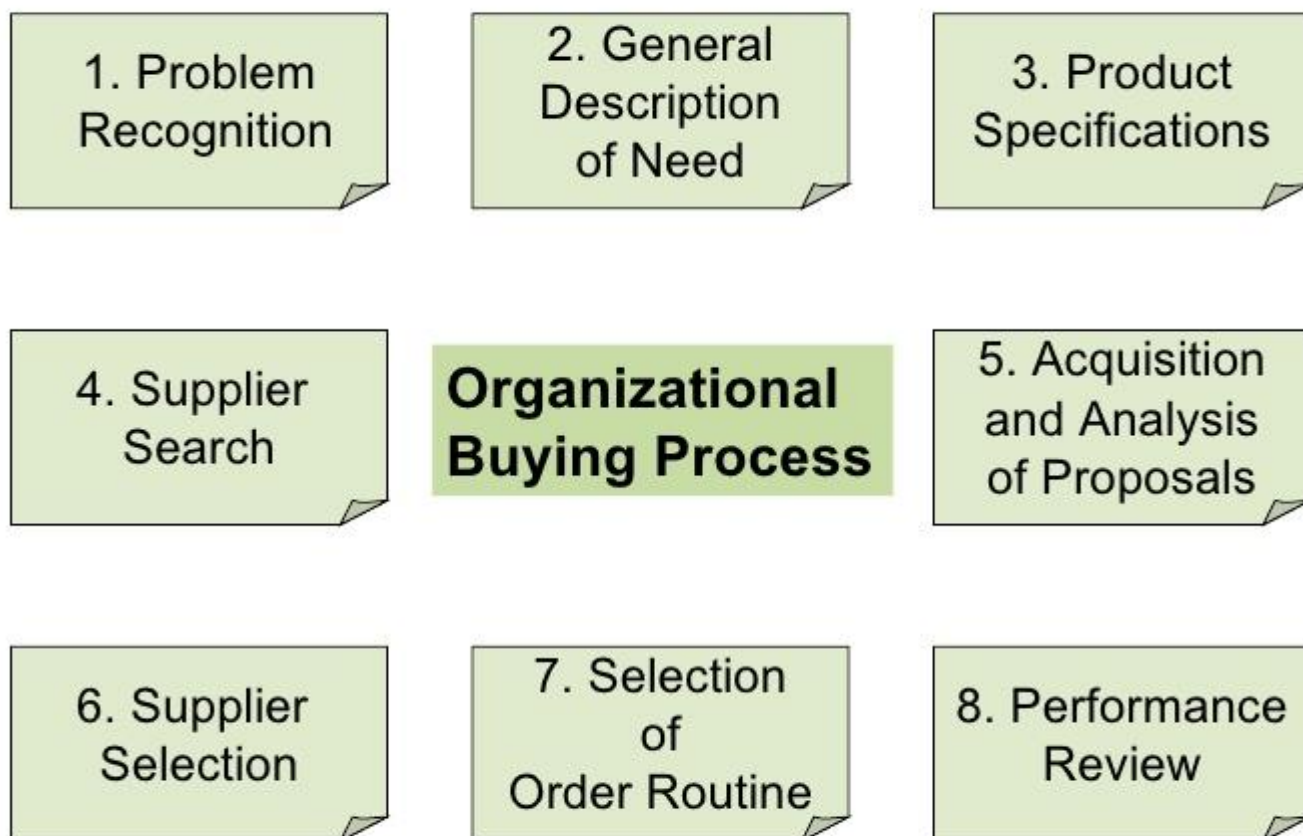 1. Problem
Recognition
2. General
Description
of Need
3. Product
Specifications
4. Supplier
Search
Organizational
Buying Process
5. Acquisition
and Analysis
of Proposals
6. Supplier
Selection
7. Selection
of
Order Routine
8. Performance
Review